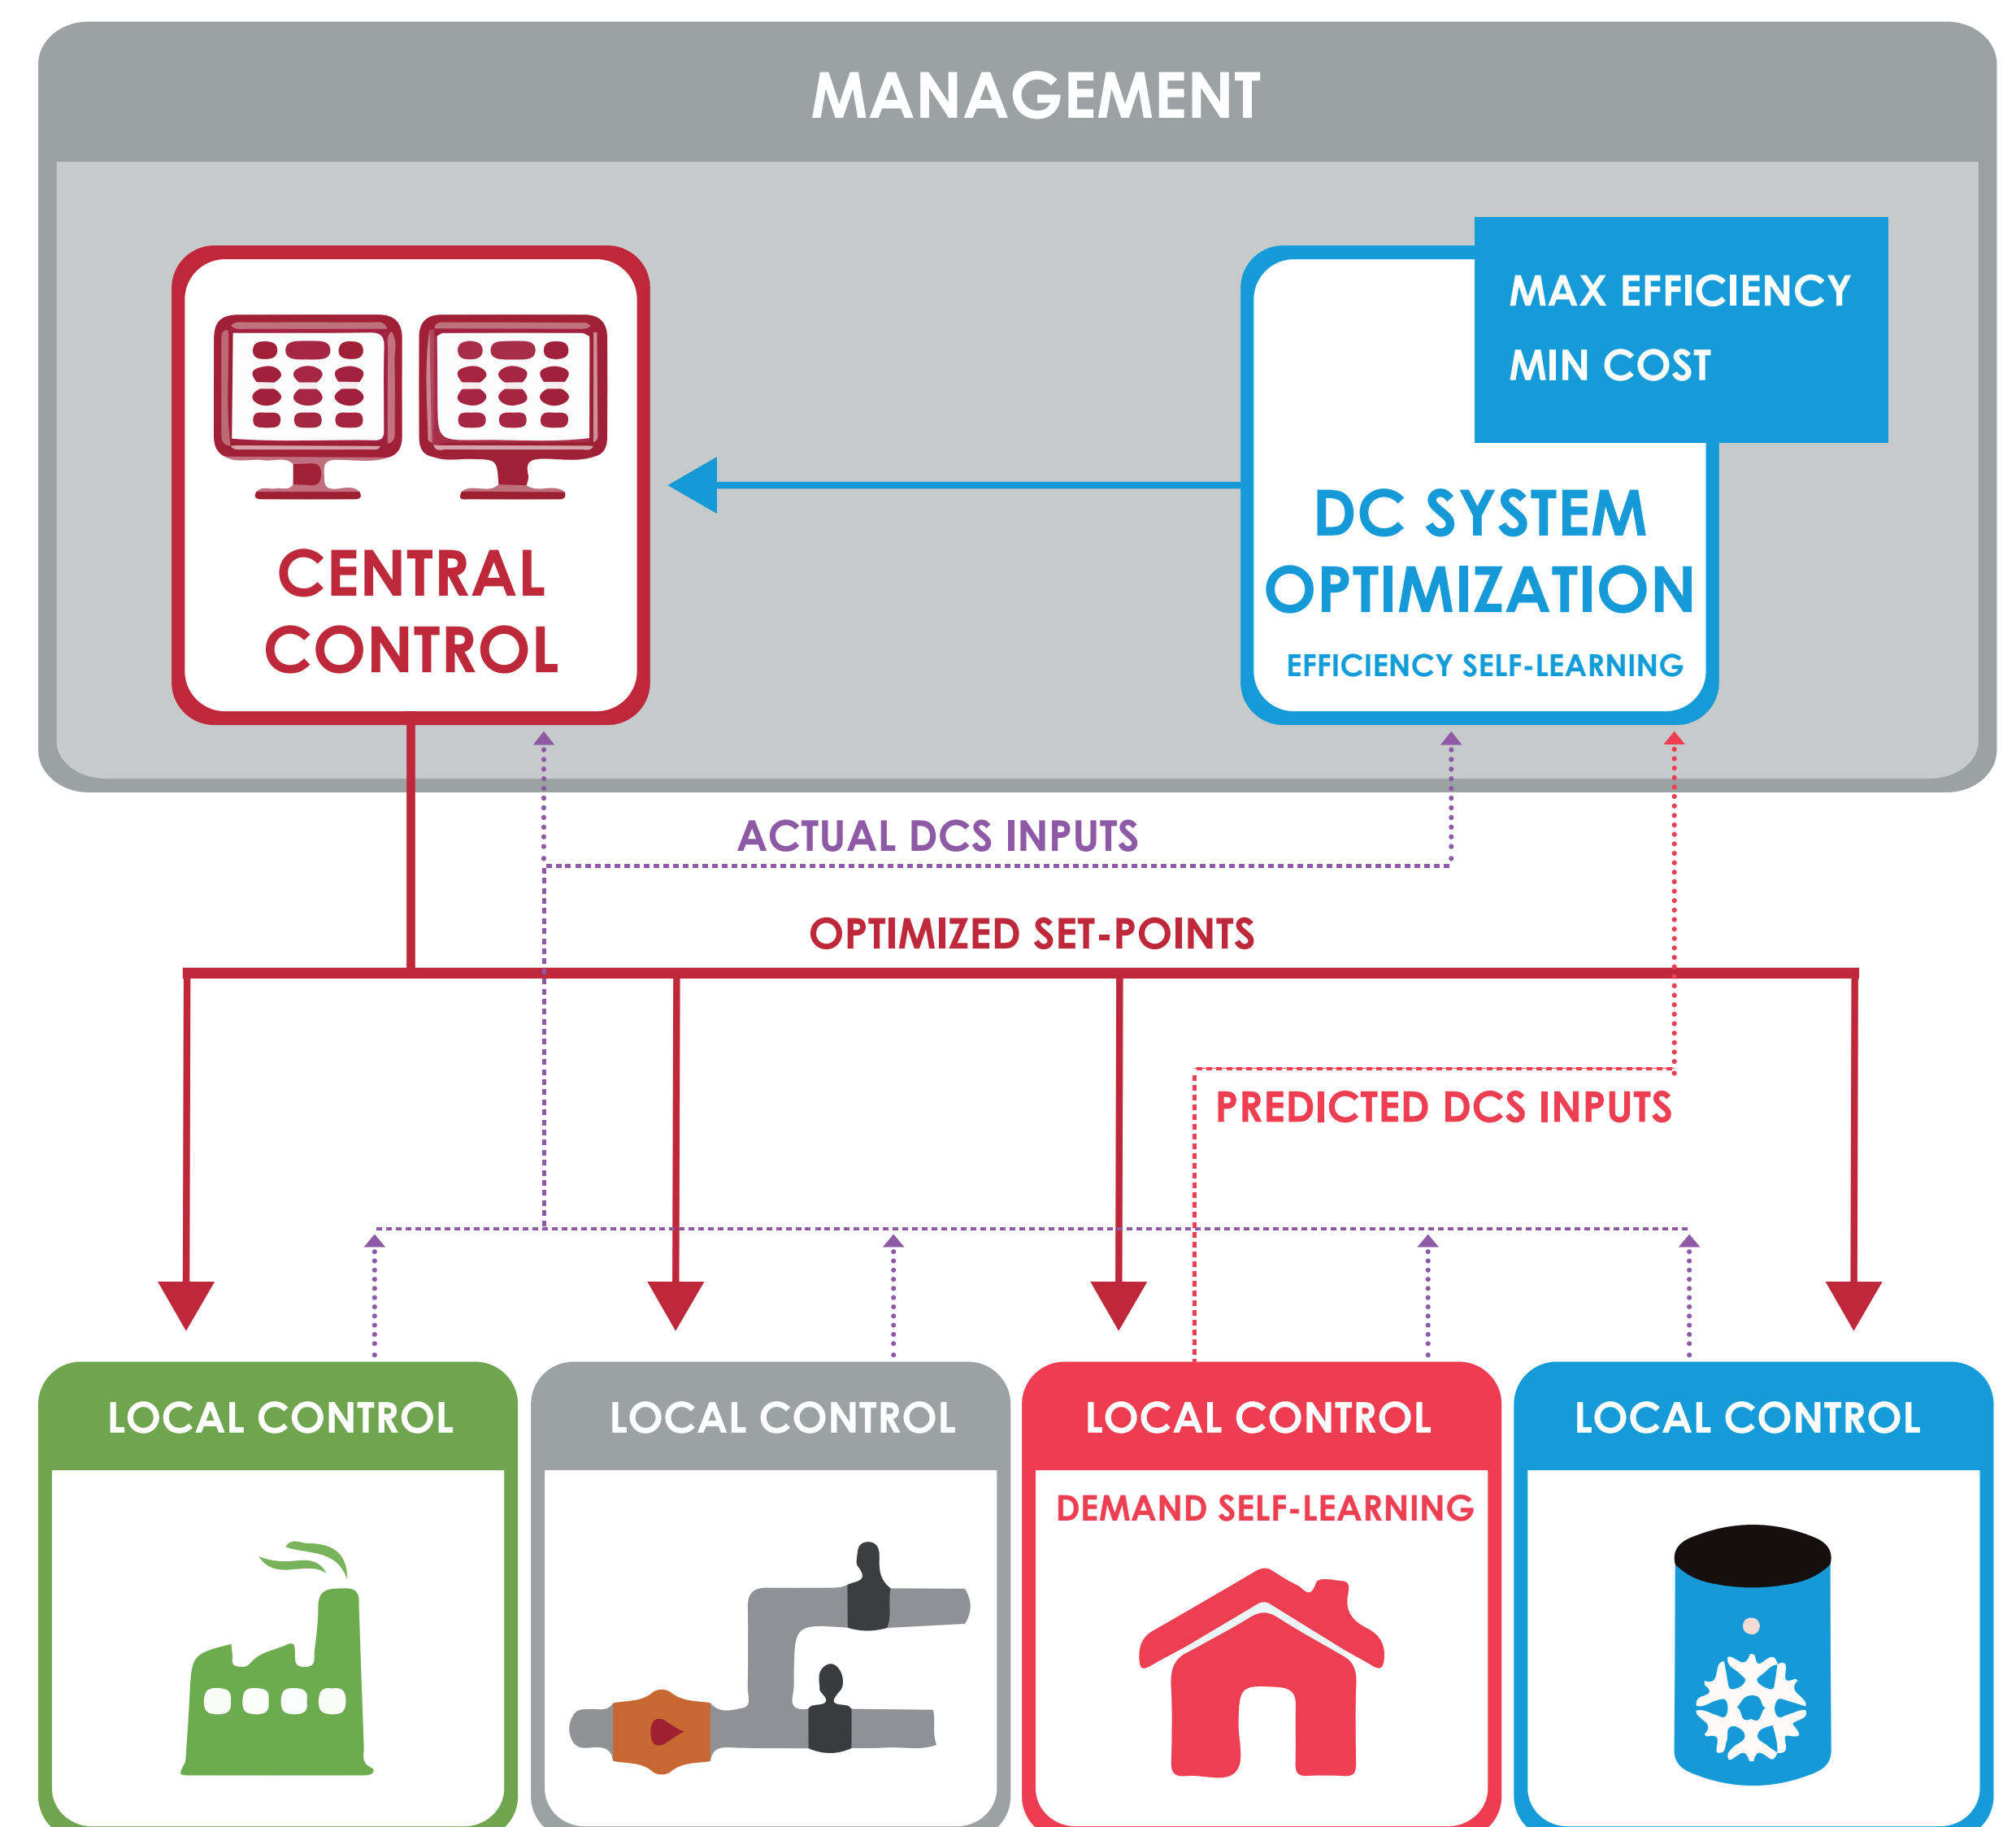 MANAGEMENT
MAX EFFICIENCY
MIN COST
CENTRAL
CONTROL
DC SYSTEM
OPTIMIZATION
EFFICIENCY SELF-LEARNING
ACTUAL DCS INPUTS
OPTIMIZED SET-POINTS
PREDICTED DCS INPUTS
LOCAL CONTROL
LOCAL CONTROL
LOCAL CONTROL
DEMAND SELF-LEARNING
LOCAL CONTROL